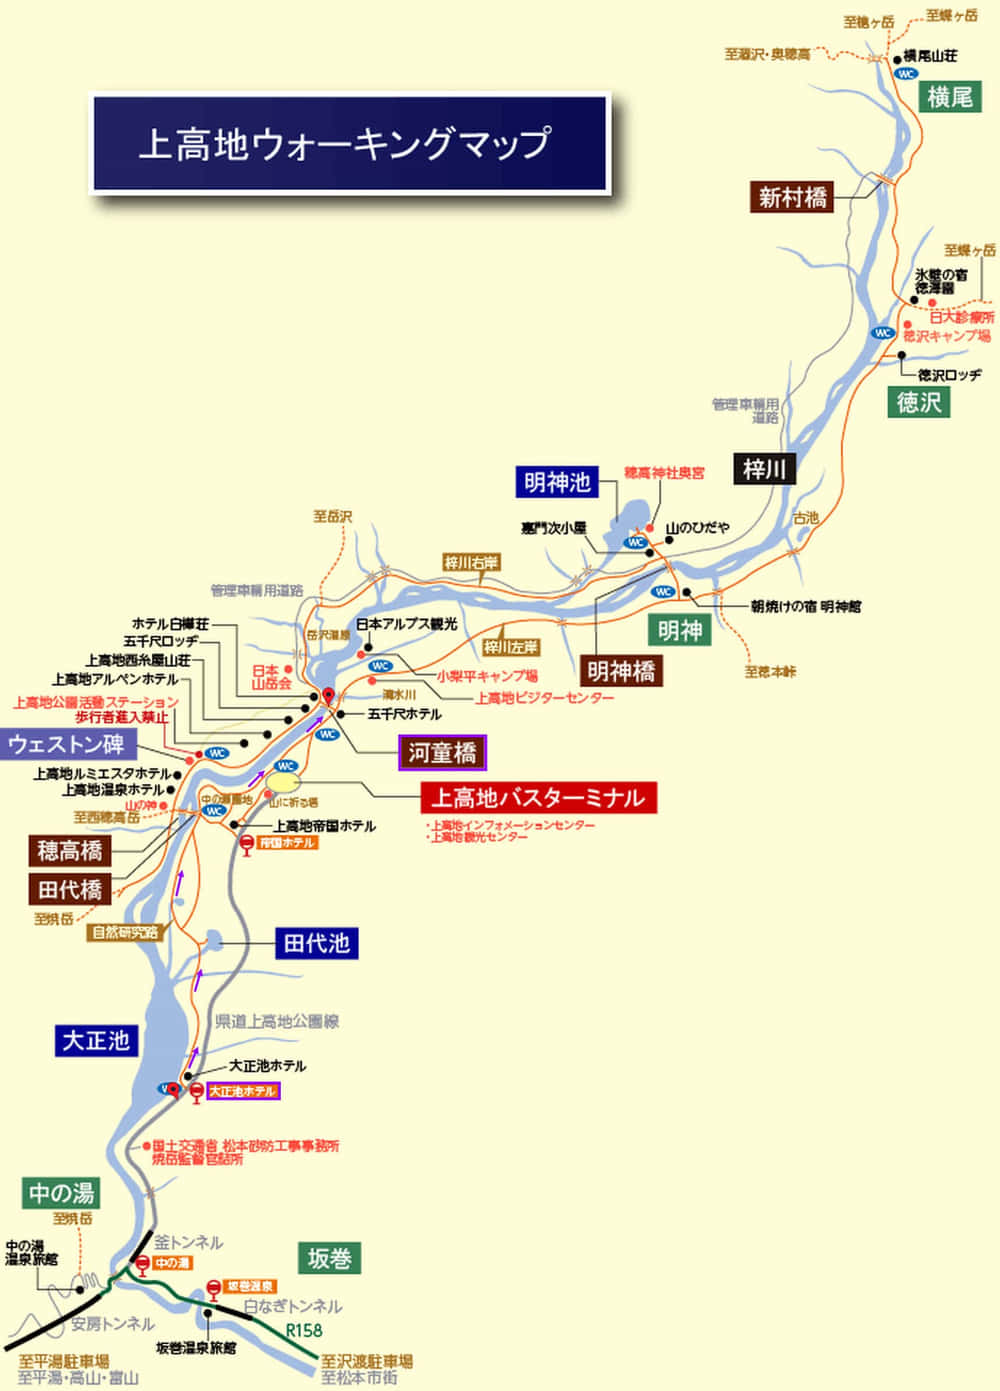 至槍ヶ岳
至蝶ヶ岳
至涸沢・奥穂高
横尾山荘
WC
横尾
上高地ウォーキングマップ
新村橋
至蝶ヶ岳
氷壁の宿
徳澤園
日大診療所
WC
徳沢キャンプ場
徳沢ロッヂ
徳沢
管理車輌用
道路
梓川
明神池
穂高神社奥宮
至岳沢
古池
嘉門次小屋
山のひだや
WC
梓川右岸
管理車輌用道路
WC
朝焼けの宿 明神館
ホテル白樺荘
日本アルプス観光
岳沢湿原
明神
五千尺ロッヂ
梓川左岸
上高地西糸屋山荘
WC
明神橋
至徳本峠
日本
山岳会
小梨平キャンプ場
上高地アルペンホテル
清水川
上高地ビジターセンター
上高地公園活動ステーション
歩行者進入禁止
五千尺ホテル
WC
ウェストン碑
WC
河童橋
WC
上高地ルミエスタホテル
上高地温泉ホテル
上高地バスターミナル
山の神
中の瀬園地
山に祈る塔
WC
至西穂高岳
上高地帝国ホテル
・上高地インフォメーションセンター
・上高地観光センター
帝国ホテル
穂高橋
田代橋
至焼岳
自然研究路
田代池
県道上高地公園線
大正池
大正池ホテル
大正池ホテル
国土交通省 松本砂防工事事務所
焼岳監督官詰所
中の湯
至焼岳
釜トンネル
中の湯
温泉旅館
中の湯
坂巻
坂巻温泉
白なぎトンネル
安房トンネル
R158
坂巻温泉旅館
至平湯駐車場
至平湯・高山・富山
至沢渡駐車場
至松本市街